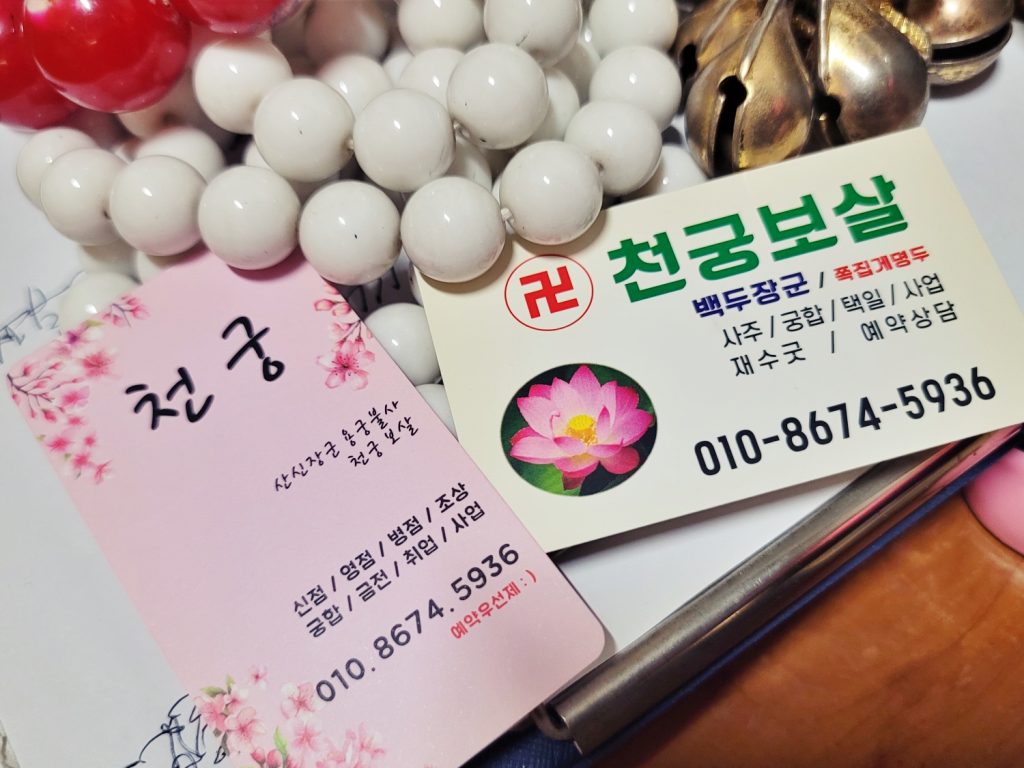 천궁
산신장군 용궁불사
천궁 보살
신점 / 영점 / 병점 / 조상
궁합 / 금전 / 취업 / 사업
010.8674.5936
예약우선제 : )
卍 천궁보살
백두장군 / 쪽집게명두
사주 / 궁합 / 택일 / 사업
재수굿 / 예약상담
010-8674-5936